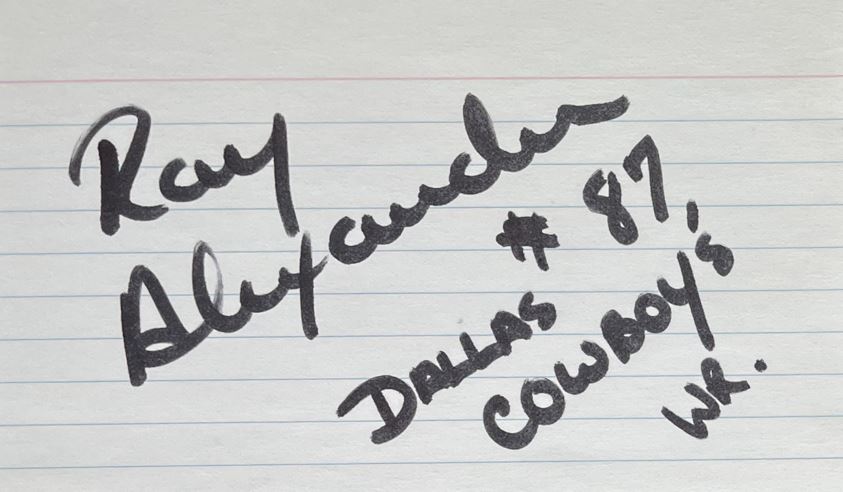 Ray
Alexander
# 87
DALLAS
COWBOY'S
WR.